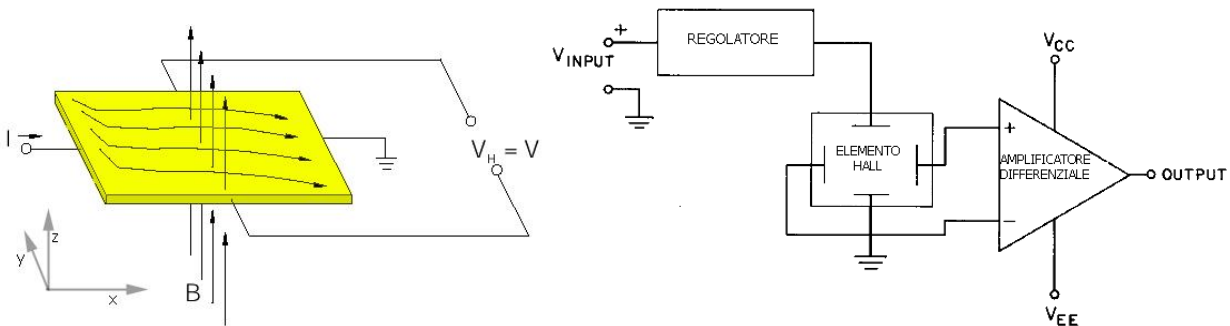 I
V_H = V
z
y
x
B
+
V_INPUT
REGOLATORE
V_CC
ELEMENTO
HALL
+
AMPLIFICATORE
DIFFERENZIALE
-
OUTPUT
V_EE